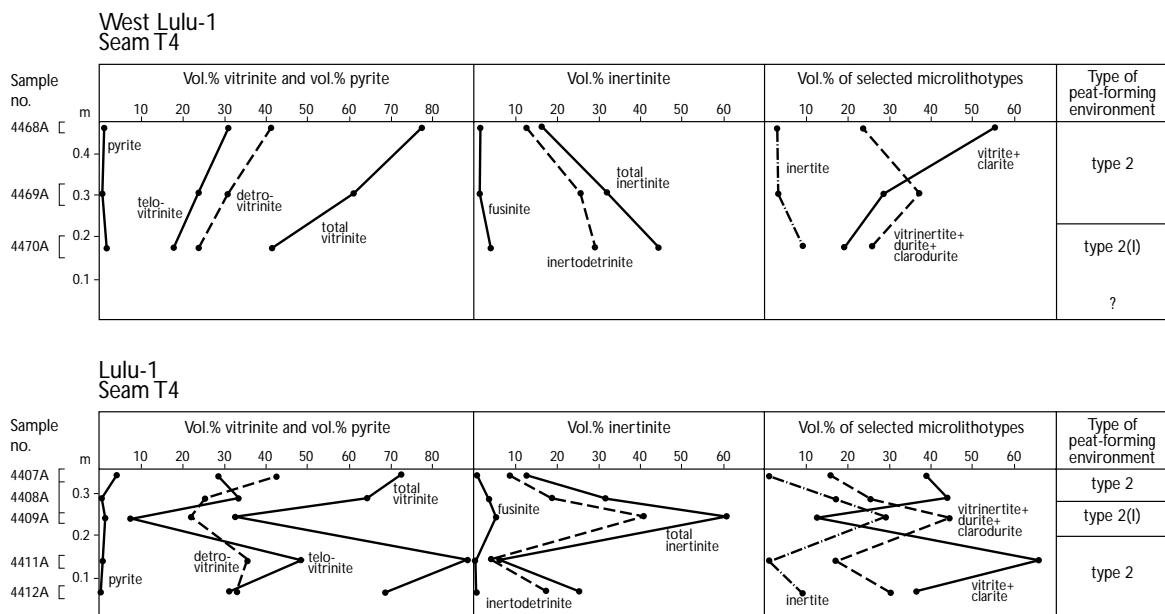 West Lulu-1
Seam T4
Sample
no.
m
Vol.% vitrinite and vol.% pyrite
10 20 30 40 50 60 70 80
Vol.% inertinite
10 20 30 40 50 60
Vol.% of selected microlithotypes
10 20 30 40 50 60
Type of
peat-forming
environment
4468A
4469A
4470A
0.4
0.3
0.2
0.1
pyrite
telo-
vitrinite
detro-
vitrinite
total
vitrinite
fusinite
inertodetrinite
total
inertinite
inertite
vitrite+
clarite
vitrinertite+
durite+
clarodurite
type 2
type 2(I)
?
Lulu-1
Seam T4
Sample
no.
m
Vol.% vitrinite and vol.% pyrite
10 20 30 40 50 60 70 80
Vol.% inertinite
10 20 30 40 50 60
Vol.% of selected microlithotypes
10 20 30 40 50 60
Type of
peat-forming
environment
4407A
4408A
4409A
4411A
4412A
0.3
0.2
0.1
pyrite
detro-
vitrinite
telo-
vitrinite
total
vitrinite
fusinite
total
inertinite
inertodetrinite
vitrinertite+
durite+
clarodurite
inertite
vitrite+
clarite
type 2
type 2(I)
type 2